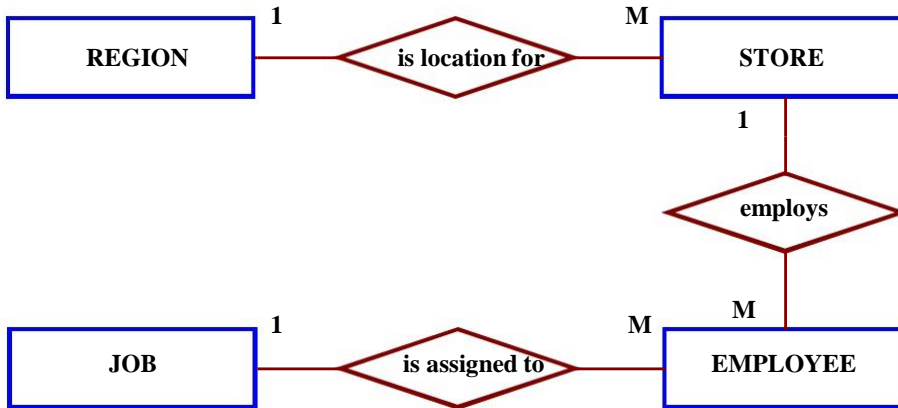 1 M
REGION is location for STORE
1
employs
M
1 M
JOB is assigned to EMPLOYEE